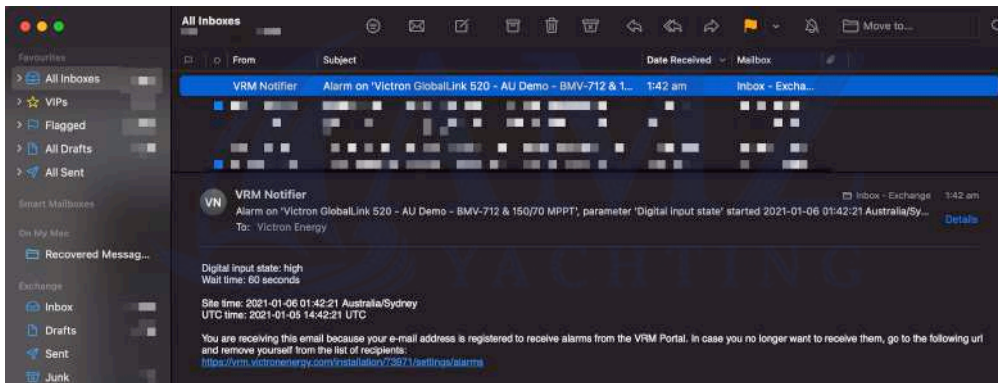 All Inboxes
Move to...
Favourites
All Inboxes
VIPs
Flagged
All Drafts
All Sent
Smart Mailboxes
On My Mac
Recovered Messag...
Exchange
Inbox
Drafts
Sent
Junk
From Subject Date Received Mailbox
VRM Notifier Alarm on 'Victron GlobalLink 520 - AU Demo - BMV-712 & 1... 1:42 am Inbox - Excha...
VN
VRM Notifier Inbox - Exchange 1:42 am
Alarm on 'Victron GlobalLink 520 - AU Demo - BMV-712 & 150/70 MPPT', parameter 'Digital input state' started 2021-01-06 01:42:21 Australia/Sy... Details
To: Victron Energy
Digital input state: high
Wait time: 60 seconds
Site time: 2021-01-06 01:42:21 Australia/Sydney
UTC time: 2021-01-05 14:42:21 UTC
You are receiving this email because your e-mail address is registered to receive alarms from the VRM Portal. In case you no longer want to receive them, go to the following url
and remove yourself from the list of recipients:
https://vrm.victronenergy.com/installation/73971/settings/alarms
YACHTING